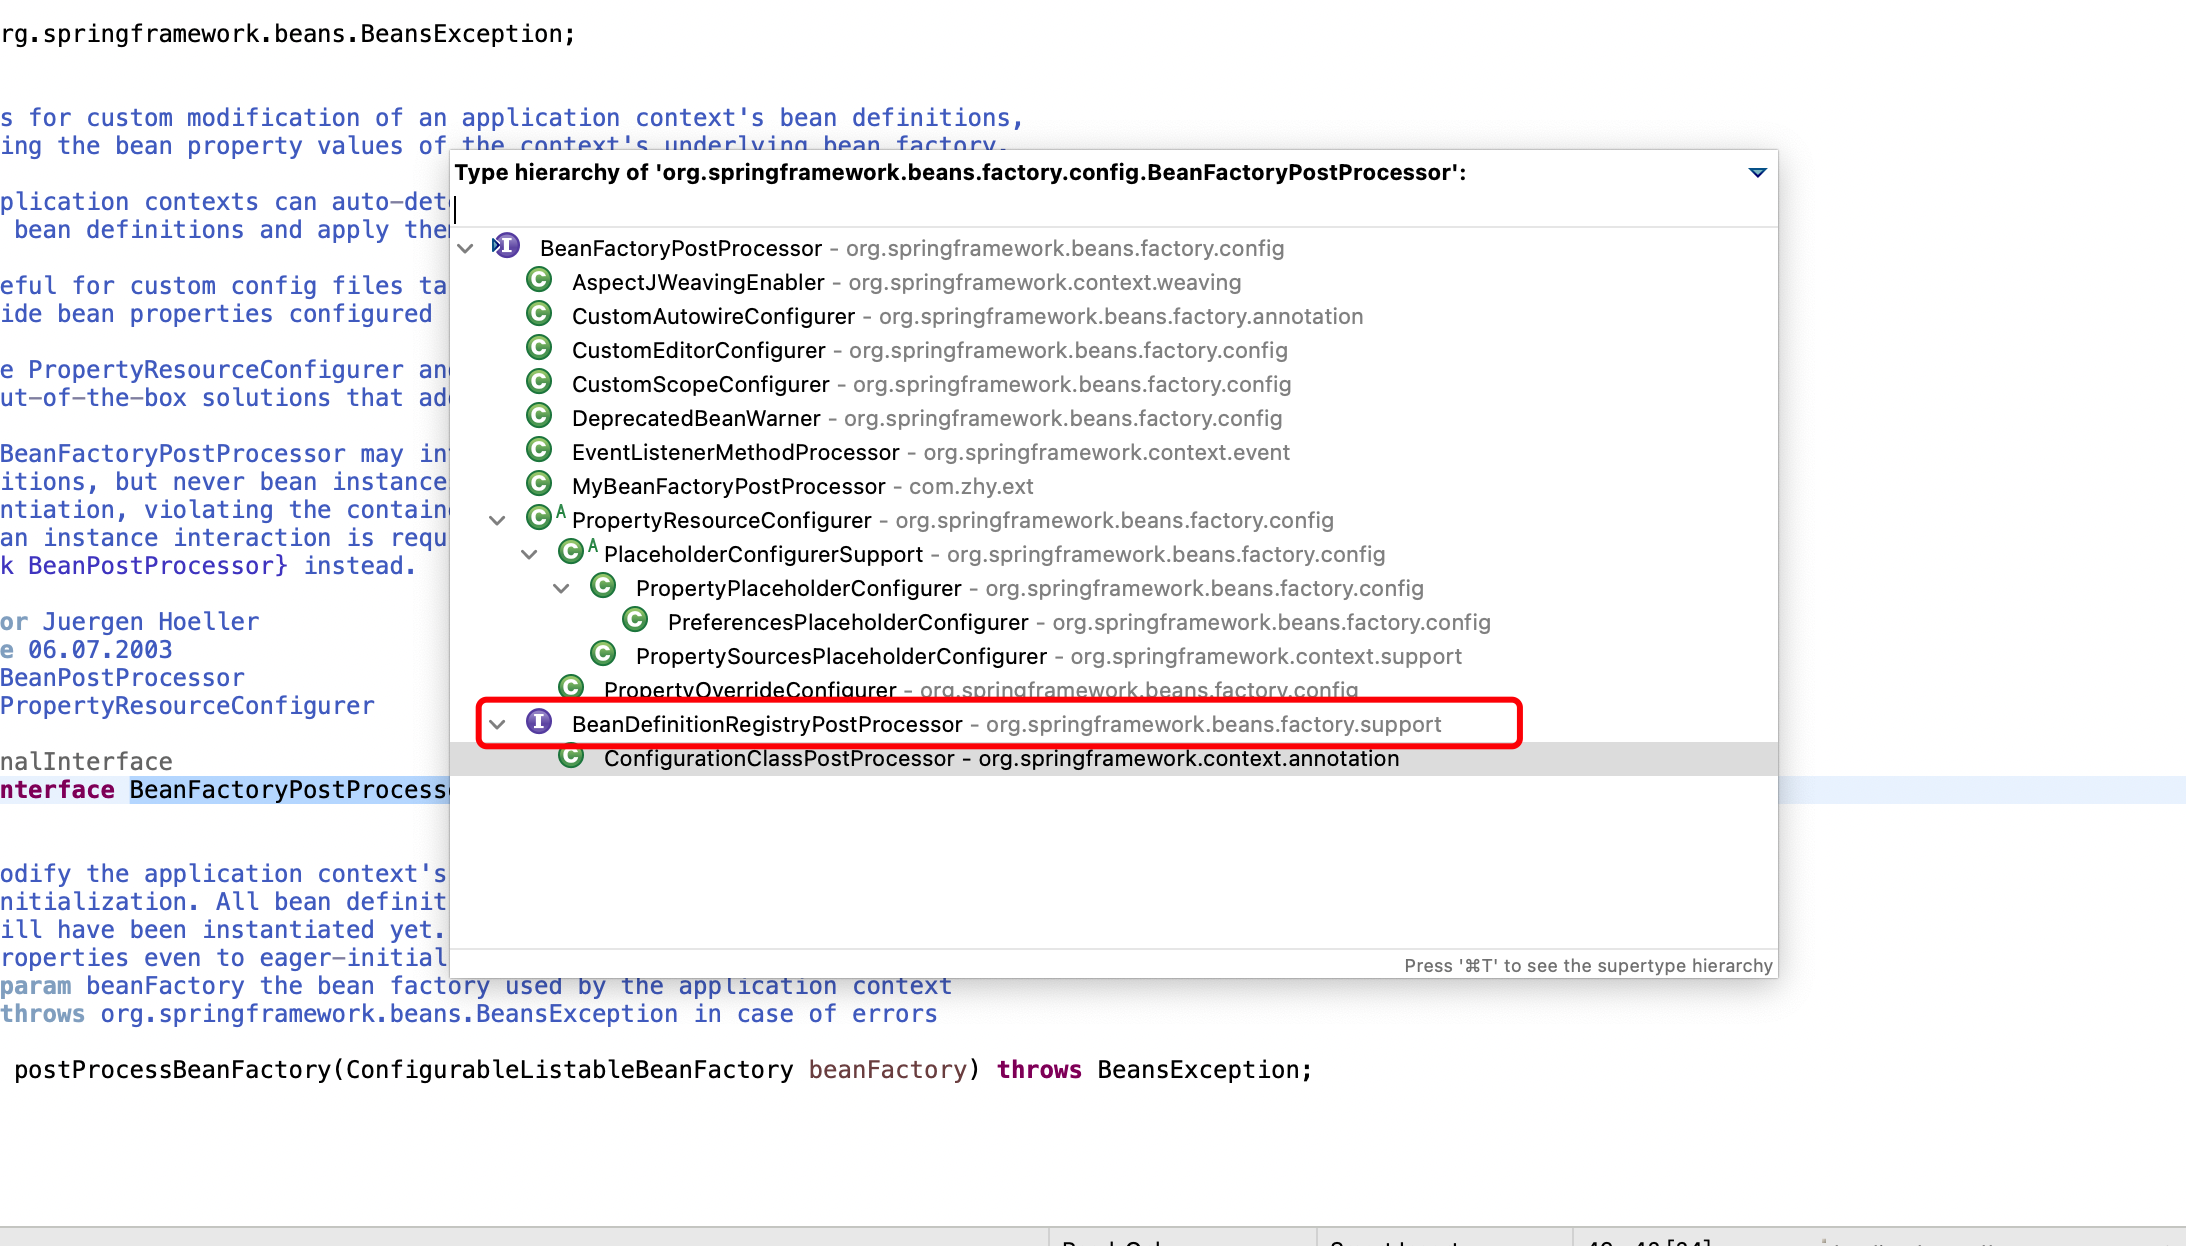 rg.springframework.beans.BeansException;
s for custom modification of an application context's bean definitions,
ing the bean property values of the context's underlying bean factory.
plication contexts can auto-dete
bean definitions and apply them
eful for custom config files ta
ide bean properties configured
e PropertyResourceConfigurer and
ut-of-the-box solutions that add
BeanFactoryPostProcessor may in
itions, but never bean instance
ntiation, violating the contain
an instance interaction is requ
k BeanPostProcessor} instead.
or Juergen Hoeller
e 06.07.2003
BeanPostProcessor
PropertyResourceConfigurer
nalInterface
nterface BeanFactoryPostProcesso
odify the application context's
nitialization. All bean definit
ill have been instantiated yet.
roperties even to eager-initial
param beanFactory the bean factory used by the application context
throws org.springframework.beans.BeansException in case of errors
postProcessBeanFactory(ConfigurableListableBeanFactory beanFactory) throws BeansException;
Type hierarchy of 'org.springframework.beans.factory.config.BeanFactoryPostProcessor':
BeanFactoryPostProcessor - org.springframework.beans.factory.config
AspectJWeavingEnabler - org.springframework.context.weaving
CustomAutowireConfigurer - org.springframework.beans.factory.annotation
CustomEditorConfigurer - org.springframework.beans.factory.config
CustomScopeConfigurer - org.springframework.beans.factory.config
DeprecatedBeanWarner - org.springframework.beans.factory.config
EventListenerMethodProcessor - org.springframework.context.event
MyBeanFactoryPostProcessor - com.zhy.ext
PropertyResourceConfigurer - org.springframework.beans.factory.config
PlaceholderConfigurerSupport - org.springframework.beans.factory.config
PropertyPlaceholderConfigurer - org.springframework.beans.factory.config
PreferencesPlaceholderConfigurer - org.springframework.beans.factory.config
PropertySourcesPlaceholderConfigurer - org.springframework.context.support
PropertyOverrideConfigurer - org.springframework.beans.factory.config
BeanDefinitionRegistryPostProcessor - org.springframework.beans.factory.support
ConfigurationClassPostProcessor - org.springframework.context.annotation
Press '⌘T' to see the supertype hierarchy